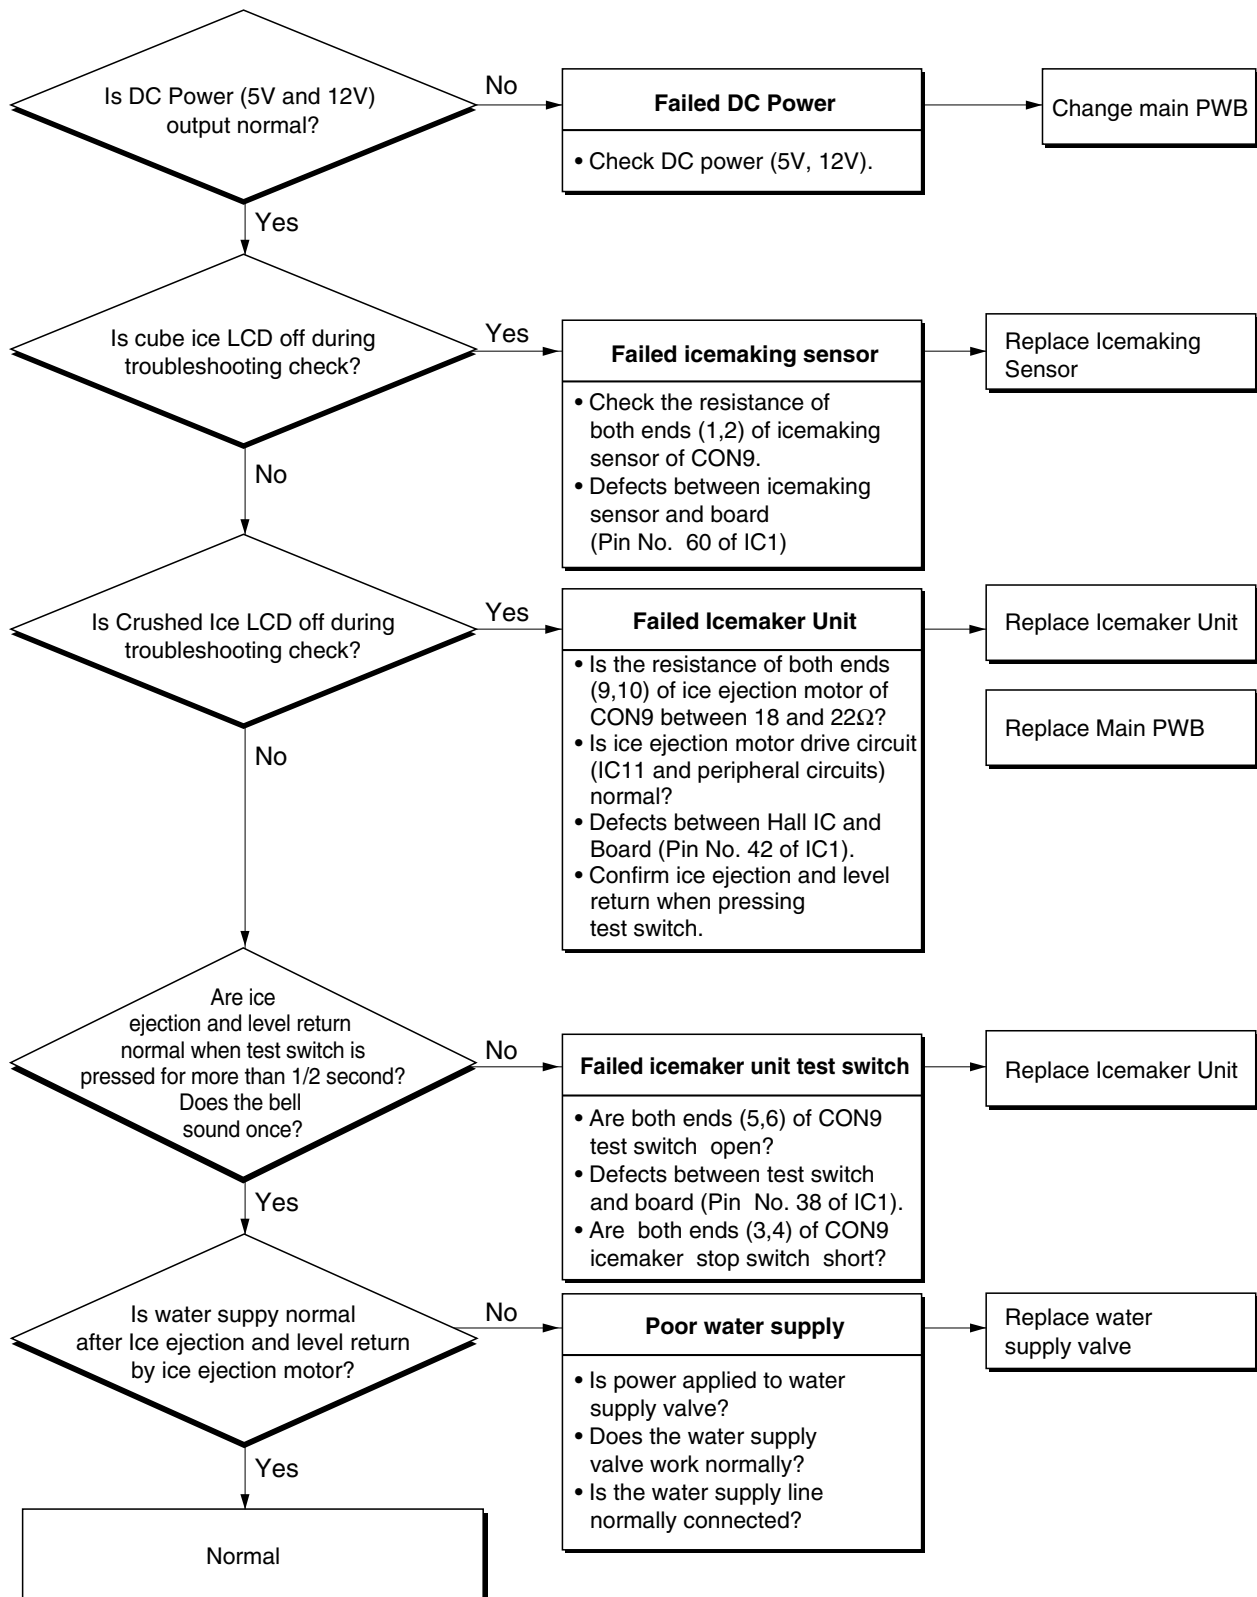 Is DC Power (5V and 12V)
output normal?
No
Failed DC Power
• Check DC power (5V, 12V).
Change main PWB
Yes
Is cube ice LCD off during
troubleshooting check?
Yes
Failed icemaking sensor
• Check the resistance of
both ends (1,2) of icemaking
sensor of CON9.
• Defects between icemaking
sensor and board
(Pin No. 60 of IC1)
Replace Icemaking
Sensor
No
Is Crushed Ice LCD off during
troubleshooting check?
Yes
Failed Icemaker Unit
• Is the resistance of both ends
(9,10) of ice ejection motor of
CON9 between 18 and 22Ω?
• Is ice ejection motor drive circuit
(IC11 and peripheral circuits)
normal?
• Defects between Hall IC and
Board (Pin No. 42 of IC1).
• Confirm ice ejection and level
return when pressing
test switch.
Replace Icemaker Unit
Replace Main PWB
No
Are ice
ejection and level return
normal when test switch is
pressed for more than 1/2 second?
Does the bell
sound once?
No
Failed icemaker unit test switch
• Are both ends (5,6) of CON9
test switch open?
• Defects between test switch
and board (Pin No. 38 of IC1).
• Are both ends (3,4) of CON9
icemaker stop switch short?
Replace Icemaker Unit
Yes
Is water suppy normal
after Ice ejection and level return
by ice ejection motor?
No
Poor water supply
• Is power applied to water
supply valve?
• Does the water supply
valve work normally?
• Is the water supply line
normally connected?
Replace water
supply valve
Yes
Normal